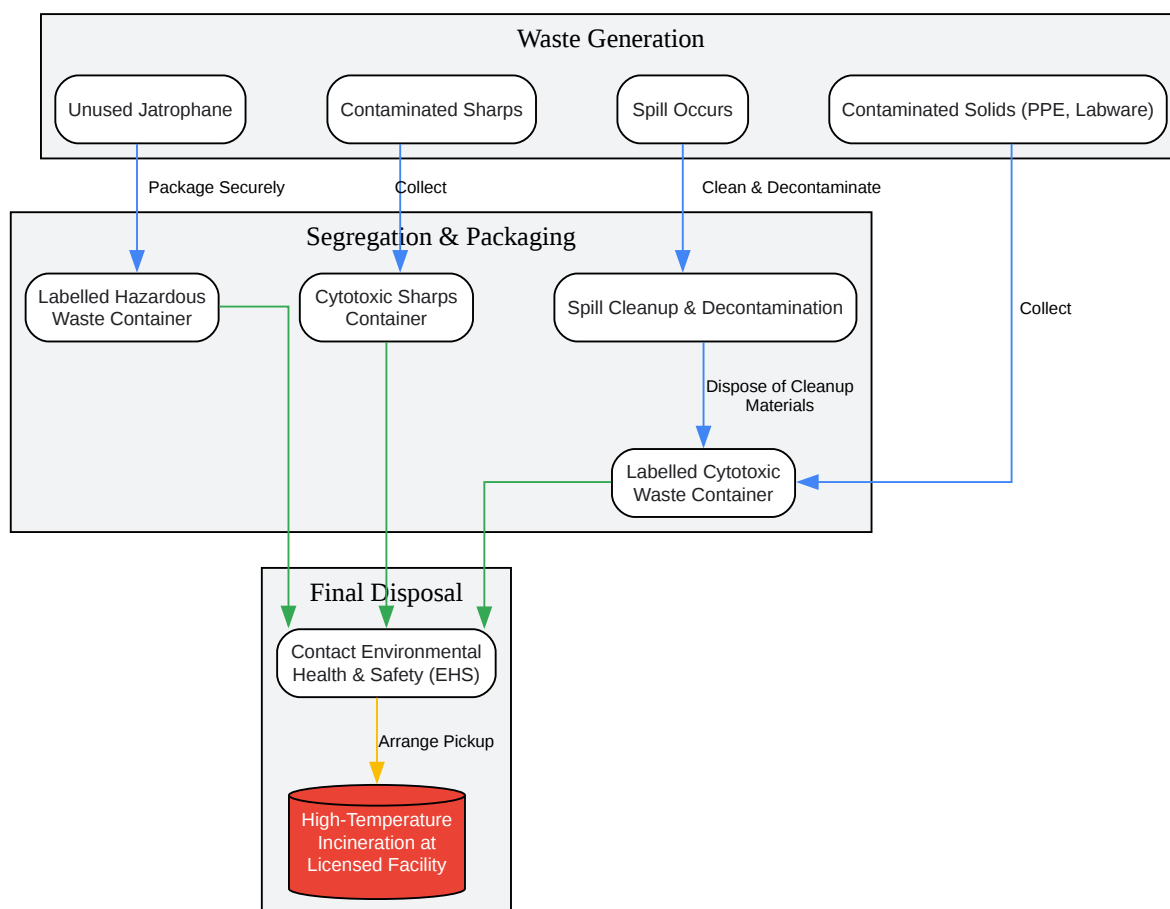 Waste Generation
Unused Jatrophane
Contaminated Sharps
Spill Occurs
Contaminated Solids (PPE, Labware)
Package Securely
Collect
Clean & Decontaminate
Segregation & Packaging
Labelled Hazardous
Waste Container
Cytotoxic Sharps
Container
Spill Cleanup & Decontamination
Collect
Dispose of Cleanup
Materials
Labelled Cytotoxic
Waste Container
Final Disposal
Contact Environmental
Health & Safety (EHS)
Arrange Pickup
High-Temperature
Incineration at
Licensed Facility